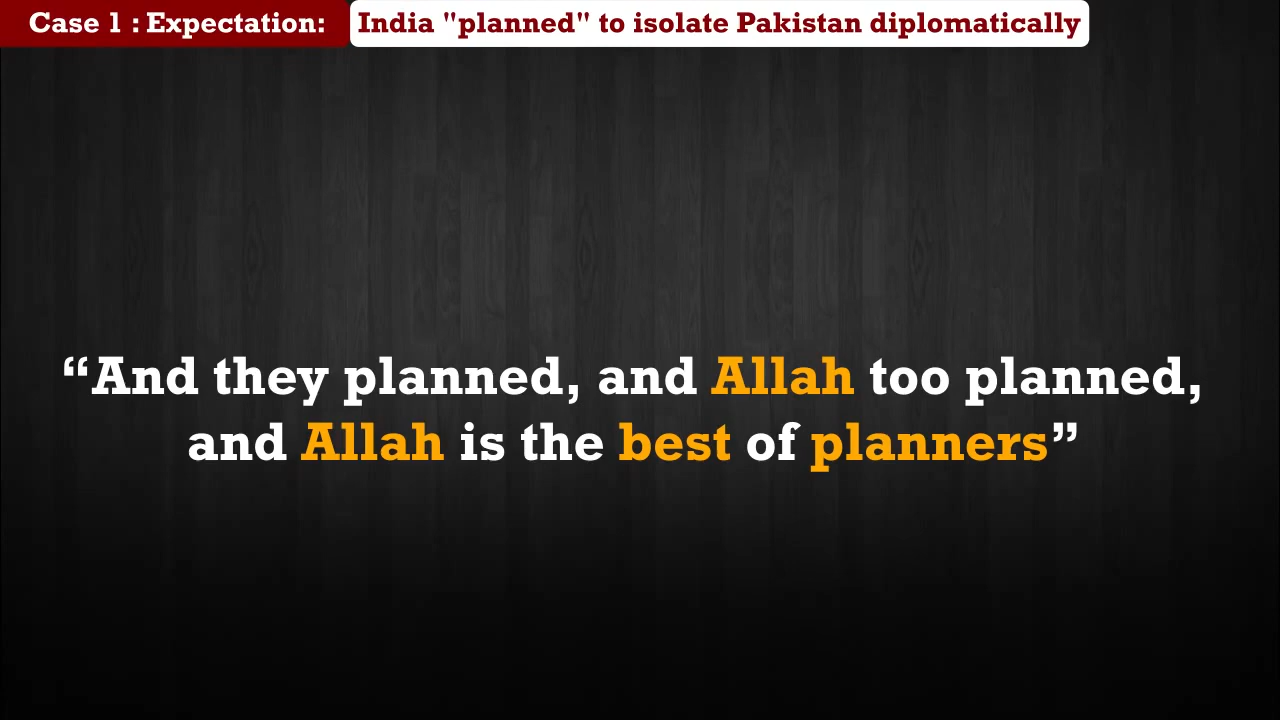 Case 1 : Expectation: India "planned" to isolate Pakistan diplomatically
“And they planned, and Allah too planned,
and Allah is the best of planners”